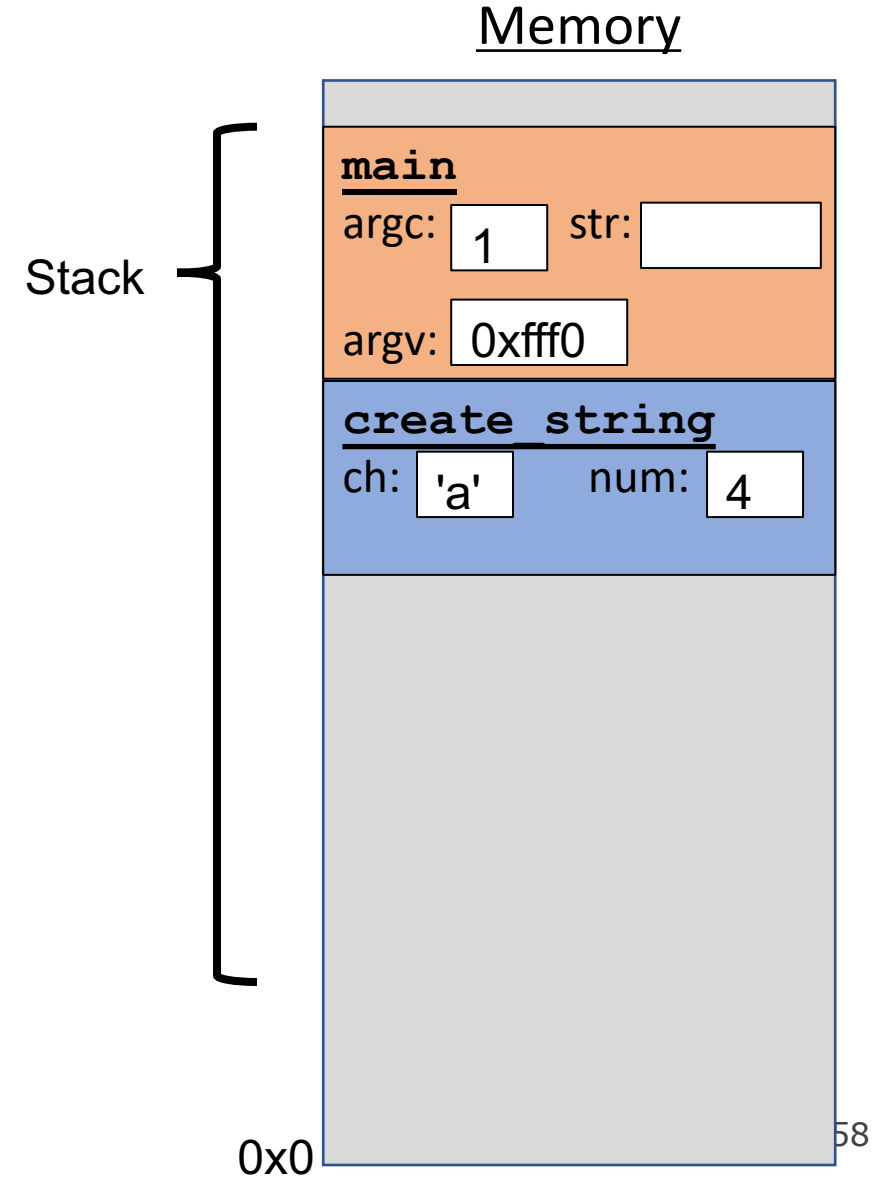 Memory
main
argc: 1 str:
Stack
argv: 0xfff0
create_string
ch: 'a' num: 4
58
0x0